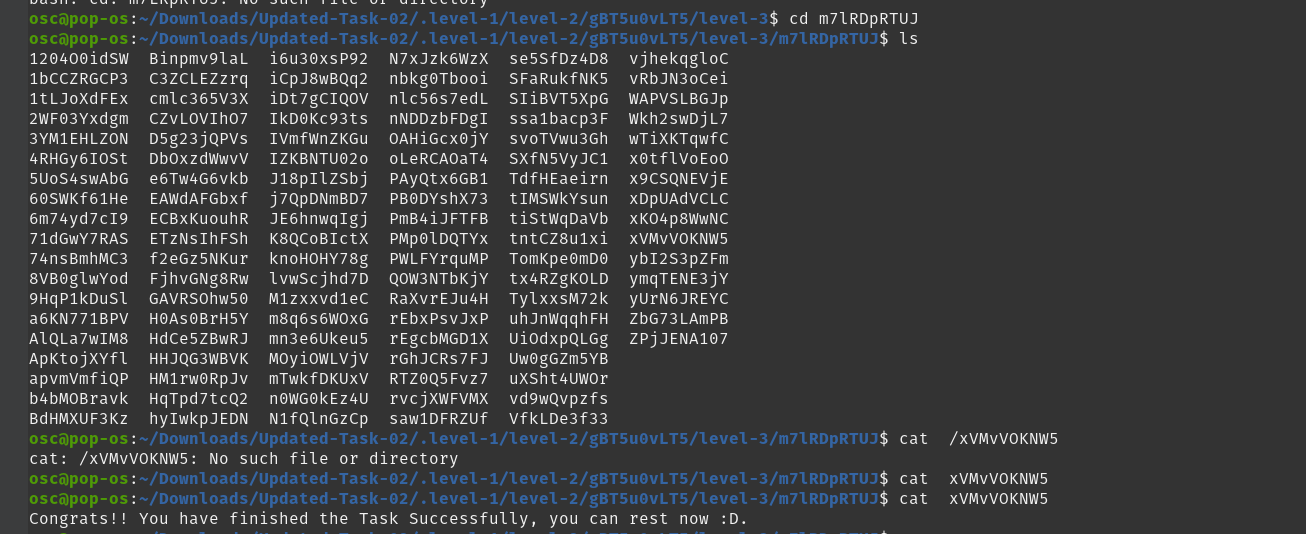 bash: cd: m7lRKpRTUJ: No such file or directory
osc@pop-os:~/Downloads/Updated-Task-02/.level-1/level-2/gBT5u0vLT5/level-3$ cd m7lRDpRTUJ
osc@pop-os:~/Downloads/Updated-Task-02/.level-1/level-2/gBT5u0vLT5/level-3/m7lRDpRTUJ$ ls
1204O0idSW  Binpmv9laL  i6u30xsP92  N7xJzk6WzX  se5SfDz4D8  vjhekqgloC
1bCCZRGCP3  C3ZCLEZzrq  iCpJ8wBQq2  nbkg0Tbooi  SFaRukfNK5  vRbJN3oCei
1tLJoXdFEx  cmlc365V3X  iDt7gCIQOV  nlc56s7edL  SIiBVT5XpG  WAPVSLBGJp
2WF03Yxdgm  CZvLOVIhO7  IkD0Kc93ts  nNDDzbFDgI  ssa1bacp3F  Wkh2swDjL7
3YM1EHLZON  D5g23jQPVs  IVmfWnZKGu  OAHiGcx0jY  svoTVwu3Gh  wTiXKTqwfC
4RHGy6IOSt  DbOxzdWwvV  IZKBNTU02o  oLeRCAOaT4  SXfN5VyJC1  x0tflVoEoO
5UoS4swAbG  e6Tw4G6vkb  J18pIlZSbj  PAyQtx6GB1  TdfHEaeirn  x9CSQNEVjE
60SWKf61He  EAWdAFGbxf  j7QpDNmBD7  PB0DYshX73  tIMSWkYsun  xDpUAdVCLC
6m74yd7cI9  ECBxKuouhR  JE6hnwqIgj  PmB4iJFTFB  tiStWqDaVb  xKO4p8WwNC
71dGwY7RAS  ETzNsIhFSh  K8QCoBIctX  PMp0lDQTYx  tntCZ8u1xi  xVMvVOKNW5
74nsBmhMC3  f2eGz5NKur  knoHOHY78g  PWLFYrquMP  TomKpe0mD0  ybI2S3pZFm
8VB0glwYod  FjhvGNg8Rw  lvwScjhd7D  QOW3NTbKjY  tx4RZgKOLD  ymqTENE3jY
9HqP1kDuSl  GAVRSOhw50  M1zxxvd1eC  RaXvrEJu4H  TylxxsM72k  yUrN6JREYC
a6KN771BPV  H0As0BrH5Y  m8q6s6WOxG  rEbxPsvJxP  uhJnWqqhFH  ZbG73LAmPB
AlQLa7wIM8  HdCe5ZBwRJ  mn3e6Ukeu5  rEgcbMGD1X  UiOdxpQLGg  ZPjJENA107
ApKtojXYfl  HHJQG3WBVK  MOyiOWLVjV  rGhJCRs7FJ  Uw0gGZm5YB
apvmVmfiQP  HM1rw0RpJv  mTwkfDKUxV  RTZ0Q5Fvz7  uXSht4UWOr
b4bMOBravk  HqTpd7tcQ2  n0WG0kEz4U  rvcjXWFVMX  vd9wQvpzfs
BdHMXUF3Kz  hyIwkpJEDN  N1fQlnGzCp  saw1DFRZUf  VfkLDe3f33
osc@pop-os:~/Downloads/Updated-Task-02/.level-1/level-2/gBT5u0vLT5/level-3/m7lRDpRTUJ$ cat  /xVMvVOKNW5
cat: /xVMvVOKNW5: No such file or directory
osc@pop-os:~/Downloads/Updated-Task-02/.level-1/level-2/gBT5u0vLT5/level-3/m7lRDpRTUJ$ cat  xVMvVOKNW5
osc@pop-os:~/Downloads/Updated-Task-02/.level-1/level-2/gBT5u0vLT5/level-3/m7lRDpRTUJ$ cat  xVMvVOKNW5
Congrats!! You have finished the Task Successfully, you can rest now :D.